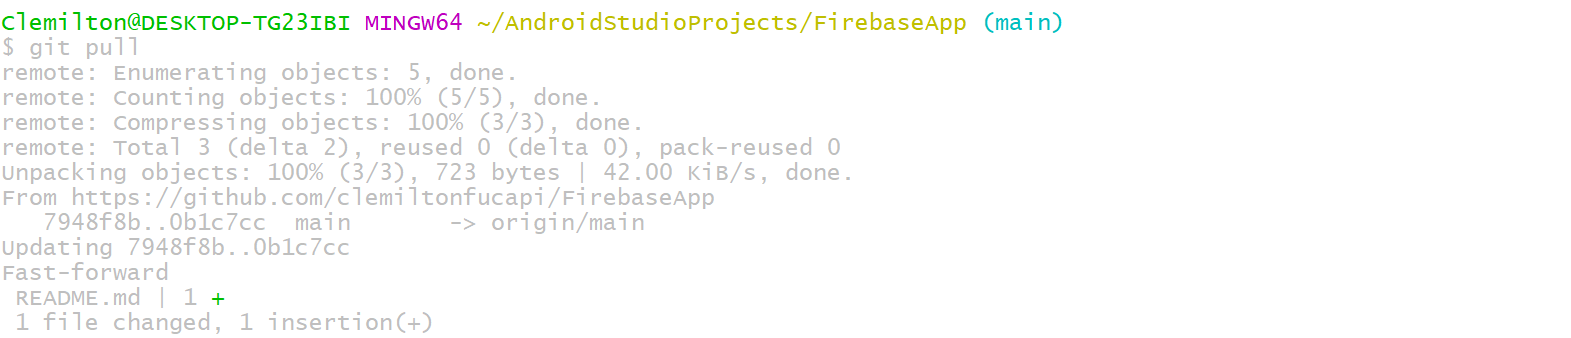 Clemilton@DESKTOP-TG23IBI MINGW64 ~/AndroidStudioProjects/FirebaseApp (main)
$ git pull
remote: Enumerating objects: 5, done.
remote: Counting objects: 100% (5/5), done.
remote: Compressing objects: 100% (3/3), done.
remote: Total 3 (delta 2), reused 0 (delta 0), pack-reused 0
Unpacking objects: 100% (3/3), 723 bytes | 42.00 KiB/s, done.
From https://github.com/clemiltonfucapi/FirebaseApp
   7948f8b..0b1c7cc  main       -> origin/main
Updating 7948f8b..0b1c7cc
Fast-forward
 README.md | 1 +
 1 file changed, 1 insertion(+)